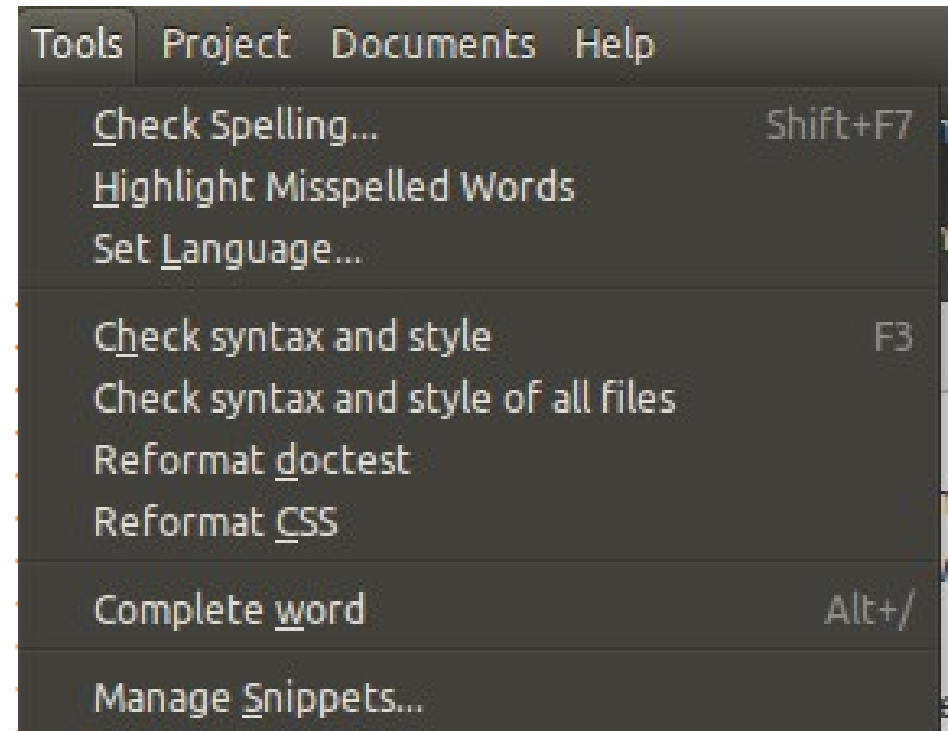 Tools Project Documents Help
Check Spelling... Shift+F7
Highlight Misspelled Words
Set Language...
Check syntax and style F3
Check syntax and style of all files
Reformat doctest
Reformat CSS
Complete word Alt+/
Manage Snippets...